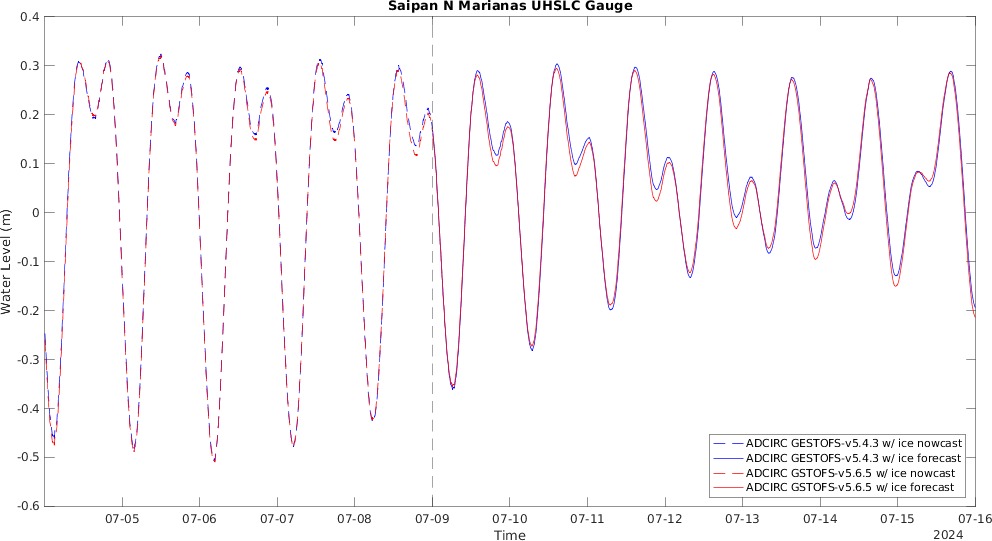 Saipan N Marianas UHSLC Gauge
0.4
0.3
0.2
0.1
0
-0.1
-0.2
-0.3
-0.4
-0.5
-0.6
Water Level (m)
ADCIRC GESTOFS-v5.4.3 w/ ice nowcast
ADCIRC GESTOFS-v5.4.3 w/ ice forecast
ADCIRC GSTOFS-v5.6.5 w/ ice nowcast
ADCIRC GSTOFS-v5.6.5 w/ ice forecast
07-05 07-06 07-07 07-08 07-09 07-10 07-11 07-12 07-13 07-14 07-15 07-16
Time
2024